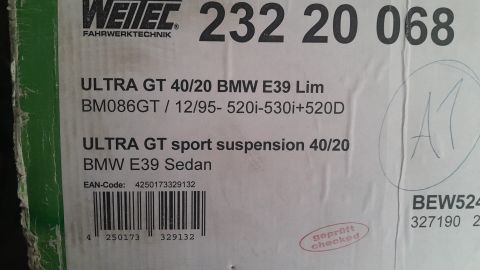 WEITEC
FAHRWERKTECHNIK
232 20 068
ULTRA GT 40/20 BMW E39 Lim
BM086GT / 12/95- 520i-530i+520D
ULTRA GT sport suspension 40/20
BMW E39 Sedan
EAN-Code: 4250173329132
4 250173 329132
geprüft
checked
A1
BEW524
327190 2